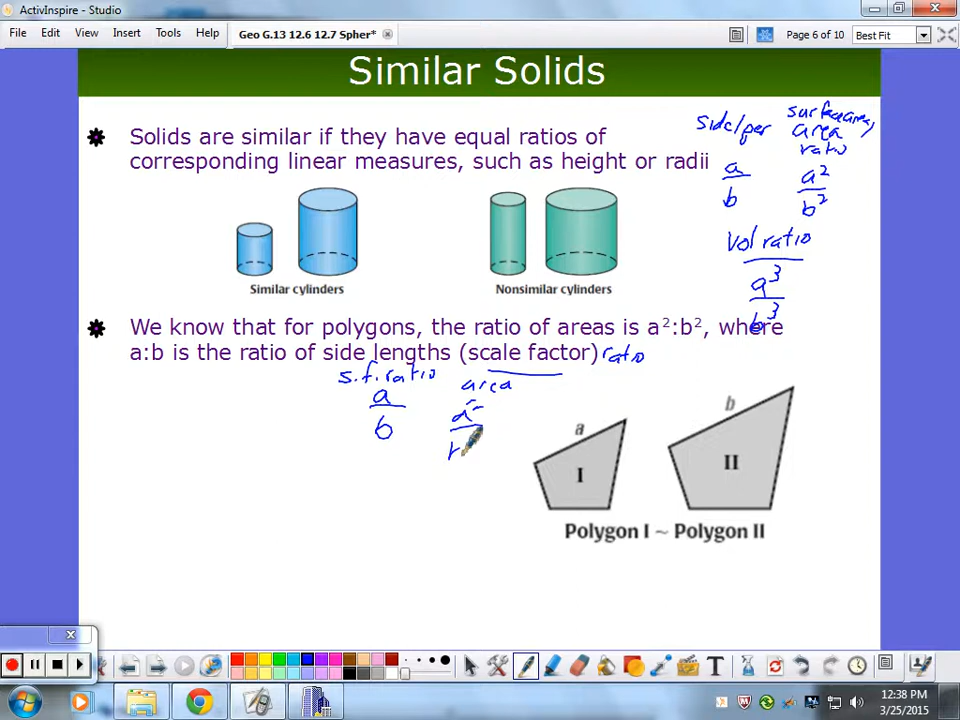 ActivInspire - Studio
File Edit View Insert Tools Help
Geo G.13 12.6 12.7 Spher*
Page 6 of 10
Best Fit
Similar Solids
Solids are similar if they have equal ratios of
corresponding linear measures, such as height or radii
side/per
a
b
surface area,
area
ratio
a²
b²
Vol ratio
a³
b³
Similar cylinders
Nonsimilar cylinders
We know that for polygons, the ratio of areas is a²:b², where
a:b is the ratio of side lengths (scale factor) ratio
s.f. ratio
a
b
area
a
b
I
b
II
a
Polygon I ~ Polygon II
T
12:38 PM
3/25/2015